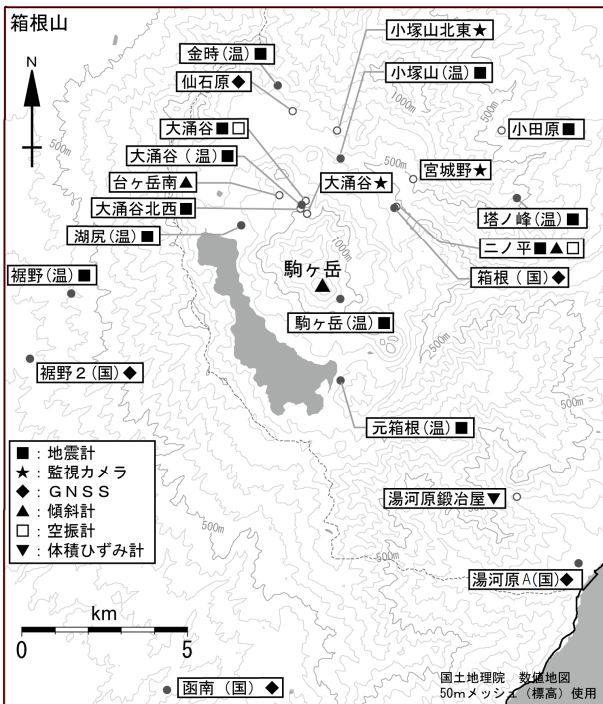 箱根山
N
金時(温)■
仙石原◆
小塚山北東★
小塚山(温)■
1000m
500m
大涌谷■□
大涌谷(温)■
台ヶ岳南▲
大涌谷北西■
湖尻(温)■
大涌谷★
宮城野★
小田原■
塔ノ峰(温)■
二ノ平■▲□
箱根(国)◆
500m
1000m
駒ヶ岳
▲
駒ヶ岳(温)■
裾野(温)■
裾野2(国)◆
500m
500m
元箱根(温)■
湯河原鍛冶屋▼
500m
500m
湯河原A(国)◆
■：地震計
★：監視カメラ
◆：GNSS
▲：傾斜計
□：空振計
▼：体積ひずみ計
km
0 5
函南(国)◆
国土地理院 数値地図
50mメッシュ(標高)使用